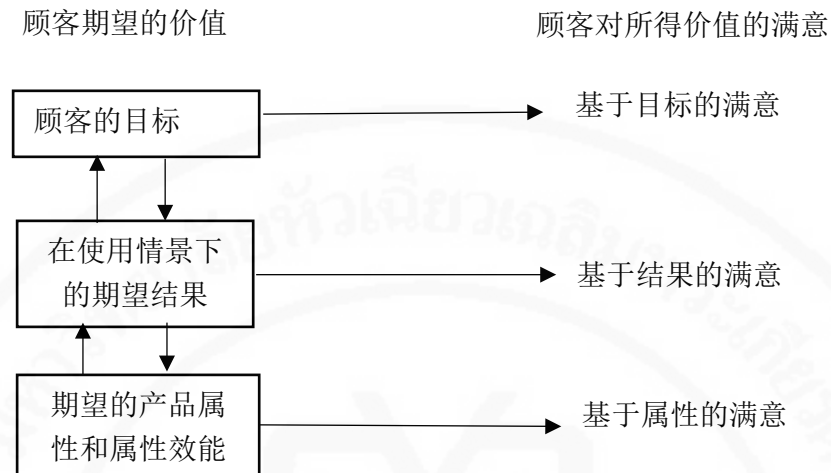 顾客期望的价值
顾客对所得价值的满意
顾客的目标
基于目标的满意
在使用情景下
的期望结果
基于结果的满意
期望的产品属
性和属性效能
基于属性的满意